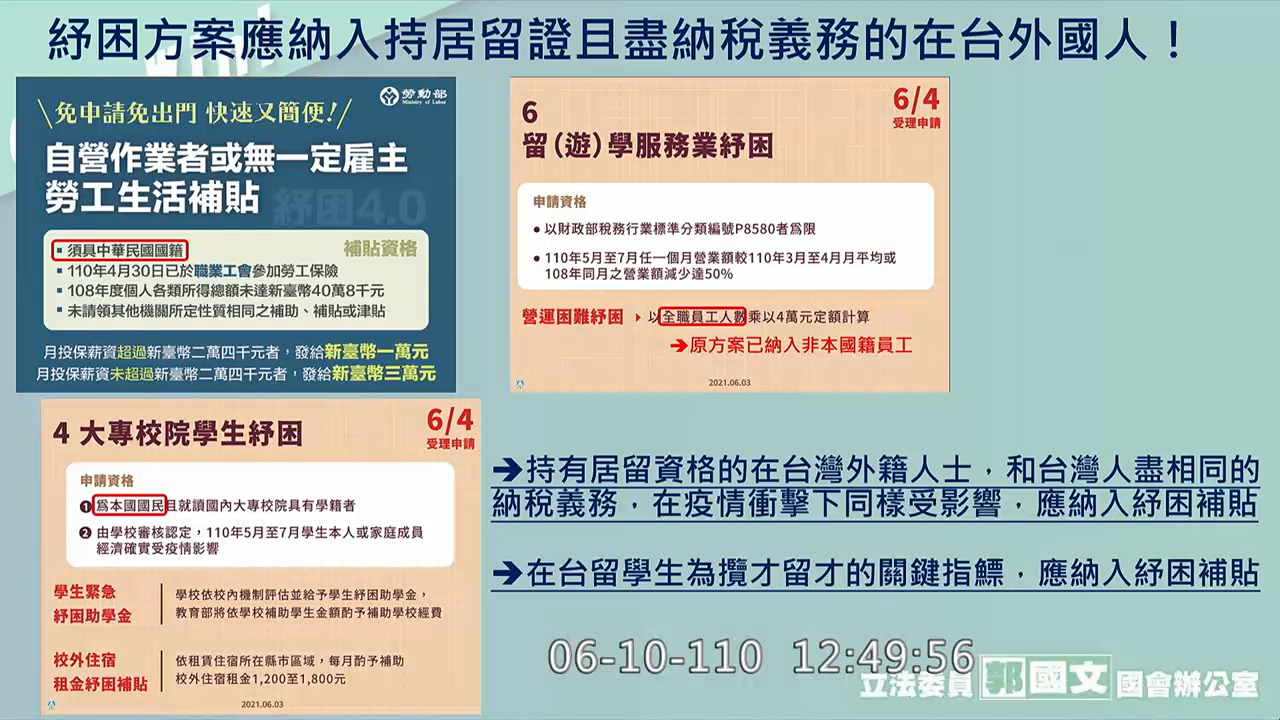 紓困方案應納入持居留證且盡納稅義務的在台外國人！
免申請免出門 快速又簡便!
勞動部
Ministry of Labor
自營作業者或無一定雇主
勞工生活補貼
紓困4.0
補貼資格
▪ 須具中華民國國籍
▪ 110年4月30日已於職業工會參加勞工保險
▪ 108年度個人各類所得總額未達新臺幣40萬8千元
▪ 未請領其他機關所定性質相同之補助、補貼或津貼
月投保薪資超過新臺幣二萬四千元者，發給新臺幣一萬元
月投保薪資未超過新臺幣二萬四千元者，發給新臺幣三萬元
6
留(遊)學服務業紓困
6/4
受理申請
申請資格
● 以財政部稅務行業標準分類編號P8580者為限
● 110年5月至7月任一個月營業額較110年3月至4月月平均或
108年同月之營業額減少達50%
營運困難紓困 ▸ 以全職員工人數乘以4萬元定額計算
➔原方案已納入非本國籍員工
2021.06.03
4 大專校院學生紓困
6/4
受理申請
申請資格
❶ 為本國國民且就讀國內大專校院具有學籍者
❷ 由學校審核認定，110年5月至7月學生本人或家庭成員
經濟確實受疫情影響
學生緊急
紓困助學金
學校依校內機制評估並給予學生紓困助學金，
教育部將依學校補助學生金額酌予補助學校經費
校外住宿
租金紓困補貼
依租賃住宿所在縣市區域，每月酌予補助
校外住宿租金1,200至1,800元
2021.06.03
➔持有居留資格的在台灣外籍人士，和台灣人盡相同的
納稅義務，在疫情衝擊下同樣受影響，應納入紓困補貼
➔在台留學生為攬才留才的關鍵指鏢，應納入紓困補貼
06-10-110 12:49:56
立法委員 郭國文 國會辦公室